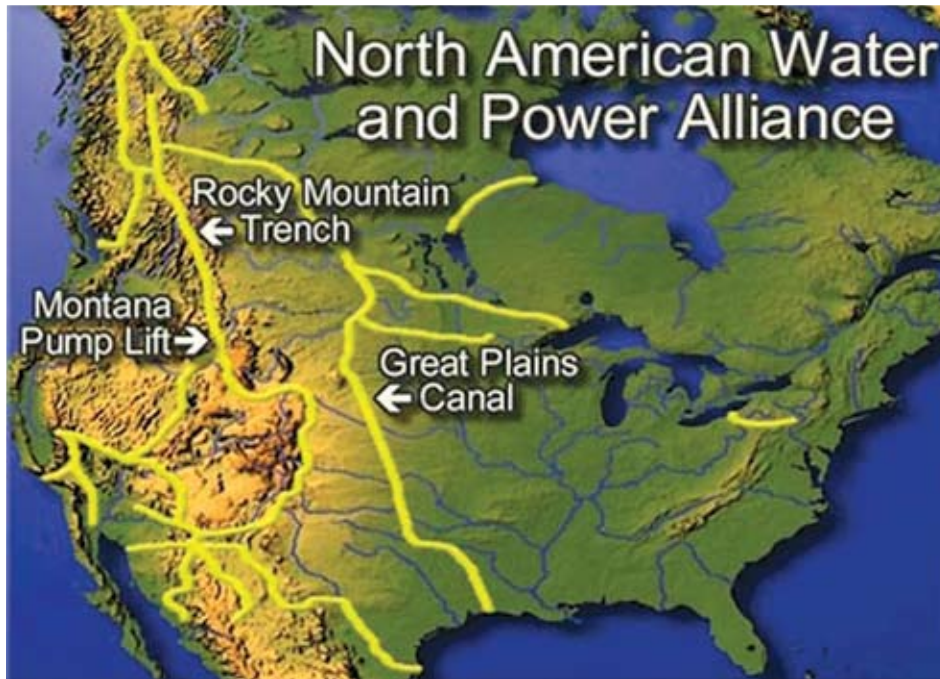 North American Water
and Power Alliance
Rocky Mountain
← Trench
Montana
Pump Lift →
Great Plains
← Canal